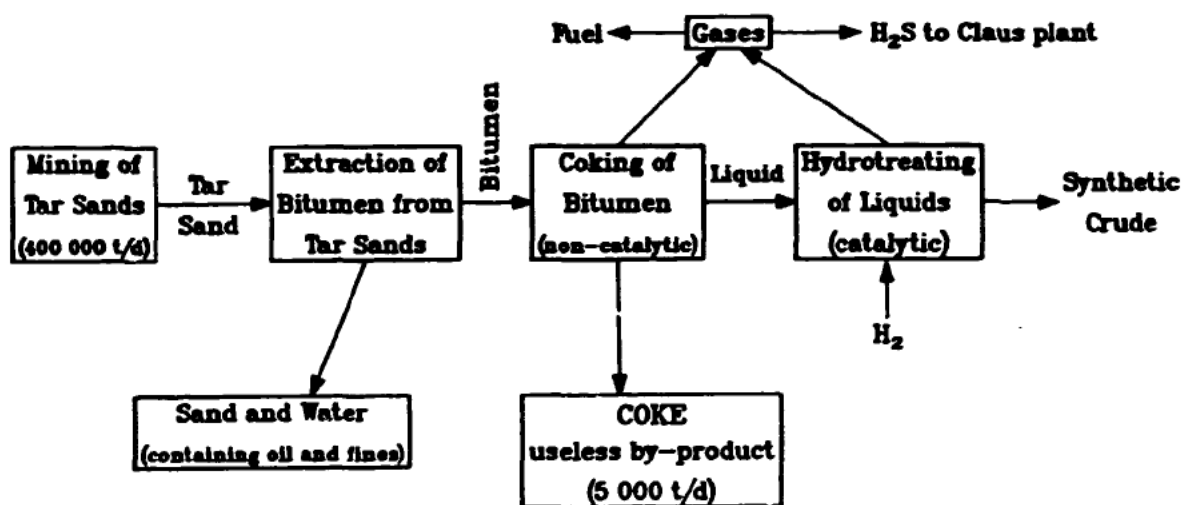 Fuel
Gases
H₂S to Claus plant
Mining of
Tar Sands
(400 000 t/d)
Tar
Sand
Extraction of
Bitumen from
Tar Sands
Bitumen
Coking of
Bitumen
(non-catalytic)
Liquid
Hydrotreating
of Liquids
(catalytic)
Synthetic
Crude
H₂
Sand and Water
(containing oil and fines)
COKE
useless by-product
(5 000 t/d)